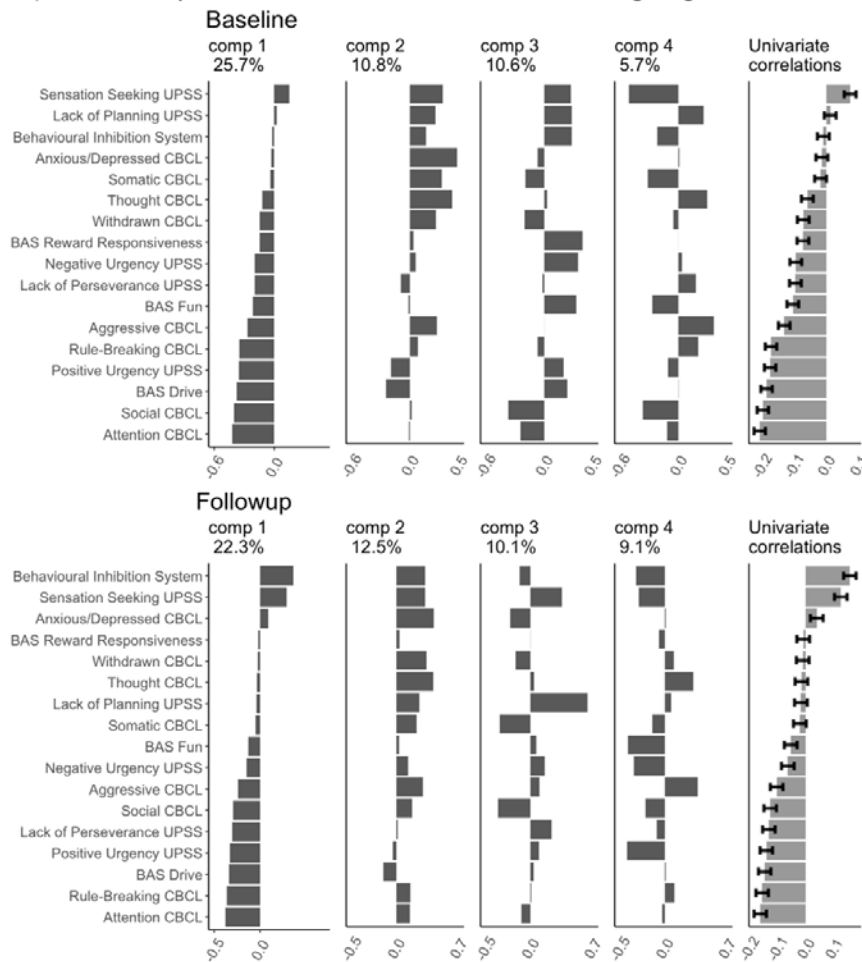 Baseline
comp 1 comp 2 comp 3 comp 4 Univariate
25.7% 10.8% 10.6% 5.7% correlations
Sensation Seeking UPSS
Lack of Planning UPSS
Behavioural Inhibition System
Anxious/Depressed CBCL
Somatic CBCL
Thought CBCL
Withdrawn CBCL
BAS Reward Responsiveness
Negative Urgency UPSS
Lack of Perseverance UPSS
BAS Fun
Aggressive CBCL
Rule-Breaking CBCL
Positive Urgency UPSS
BAS Drive
Social CBCL
Attention CBCL
-0.6 0.0 -0.6 0.0 0.5 -0.6 0.0 0.5 -0.6 0.0 0.5 -0.2 -0.1 0.0 0.1
Followup
comp 1 comp 2 comp 3 comp 4 Univariate
22.3% 12.5% 10.1% 9.1% correlations
Behavioural Inhibition System
Sensation Seeking UPSS
Anxious/Depressed CBCL
BAS Reward Responsiveness
Withdrawn CBCL
Thought CBCL
Lack of Planning UPSS
Somatic CBCL
BAS Fun
Negative Urgency UPSS
Aggressive CBCL
Social CBCL
Lack of Perseverance UPSS
Positive Urgency UPSS
BAS Drive
Rule-Breaking CBCL
Attention CBCL
-0.5 0.0 -0.5 0.0 0.7 -0.5 0.0 0.7 -0.5 0.0 0.7 -0.2 -0.1 0.0 0.1